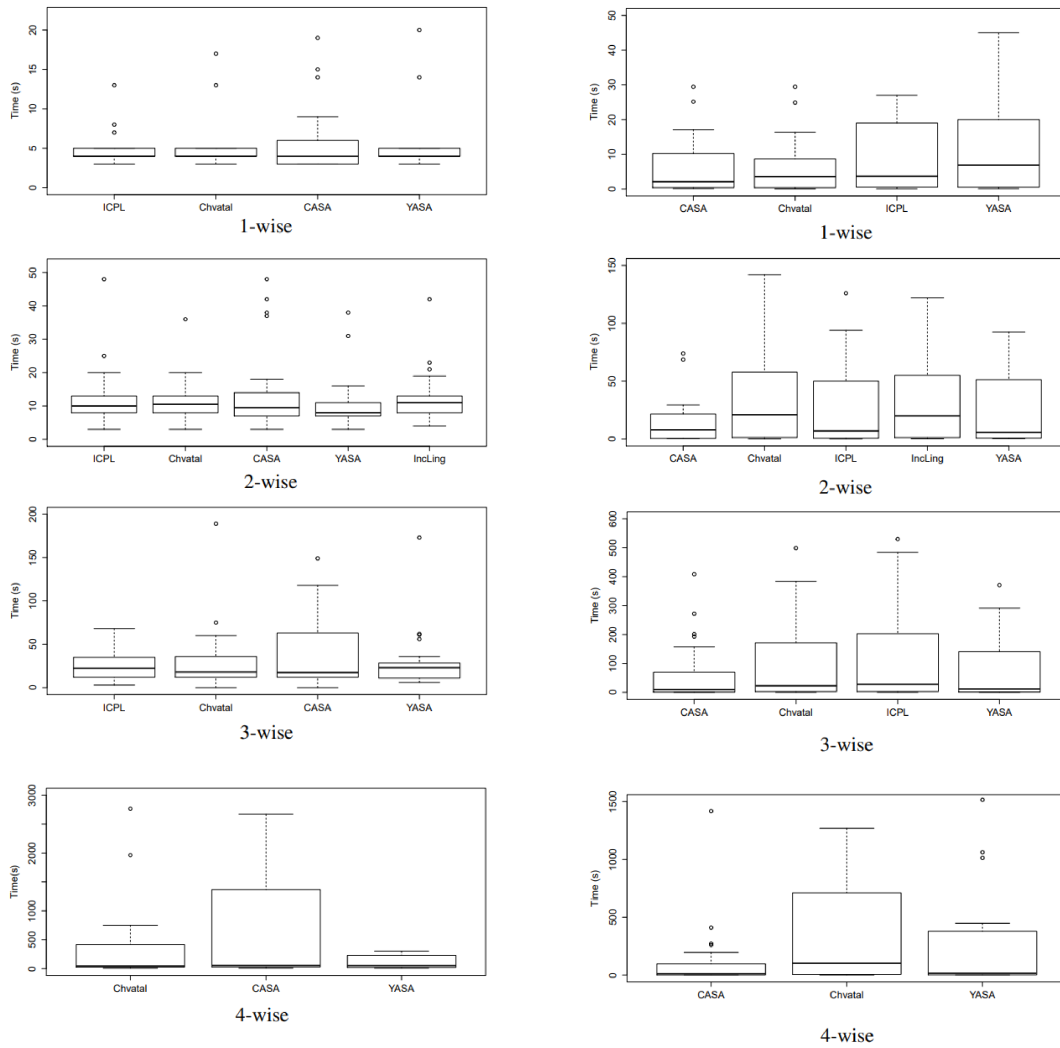 Time (s)
20
15
10
5
0
ICPL Chvatal CASA YASA
1-wise
Time (s)
50
40
30
20
10
0
CASA Chvatal ICPL YASA
1-wise
Time (s)
50
40
30
20
10
0
ICPL Chvatal CASA YASA IncLing
2-wise
Time (s)
150
100
50
0
CASA Chvatal ICPL IncLing YASA
2-wise
Time (s)
200
150
100
50
0
ICPL Chvatal CASA YASA
3-wise
Time (s)
600
500
400
300
200
100
0
CASA Chvatal ICPL YASA
3-wise
Time(s)
3000
2000
1000
500
0
Chvatal CASA YASA
4-wise
Time (s)
1500
1000
500
0
CASA Chvatal YASA
4-wise